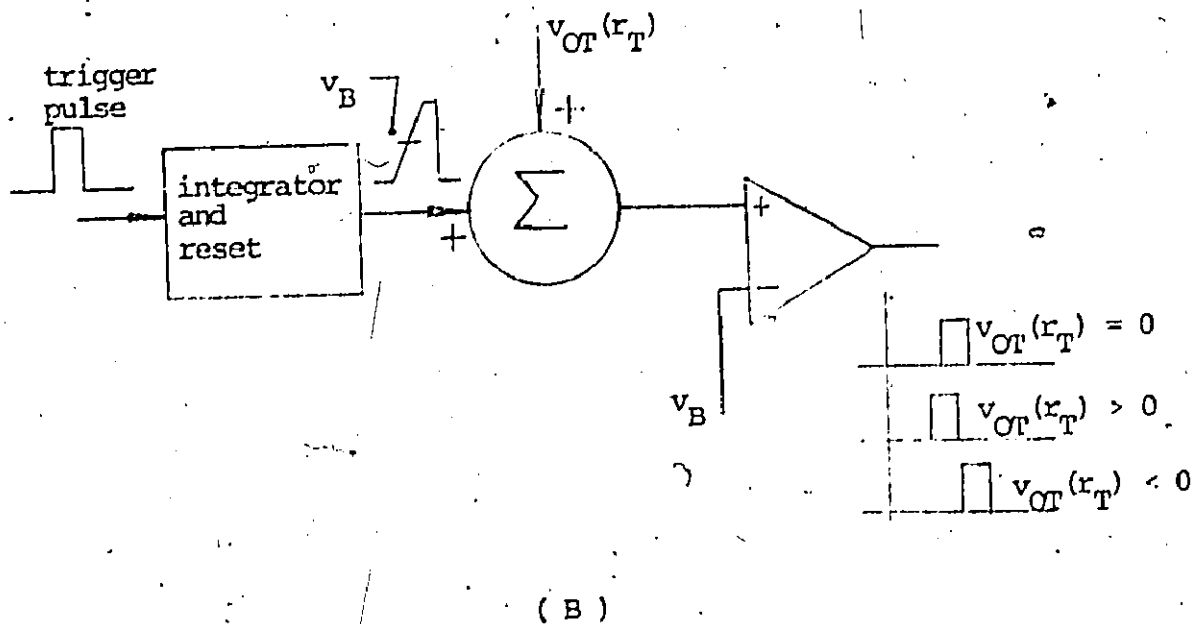 v_OT(r_T)
trigger
pulse
v_B
+
integrator
and
reset
+
Σ
+
−
v_B
v_OT(r_T) = 0
v_OT(r_T) > 0
v_OT(r_T) < 0
( B )